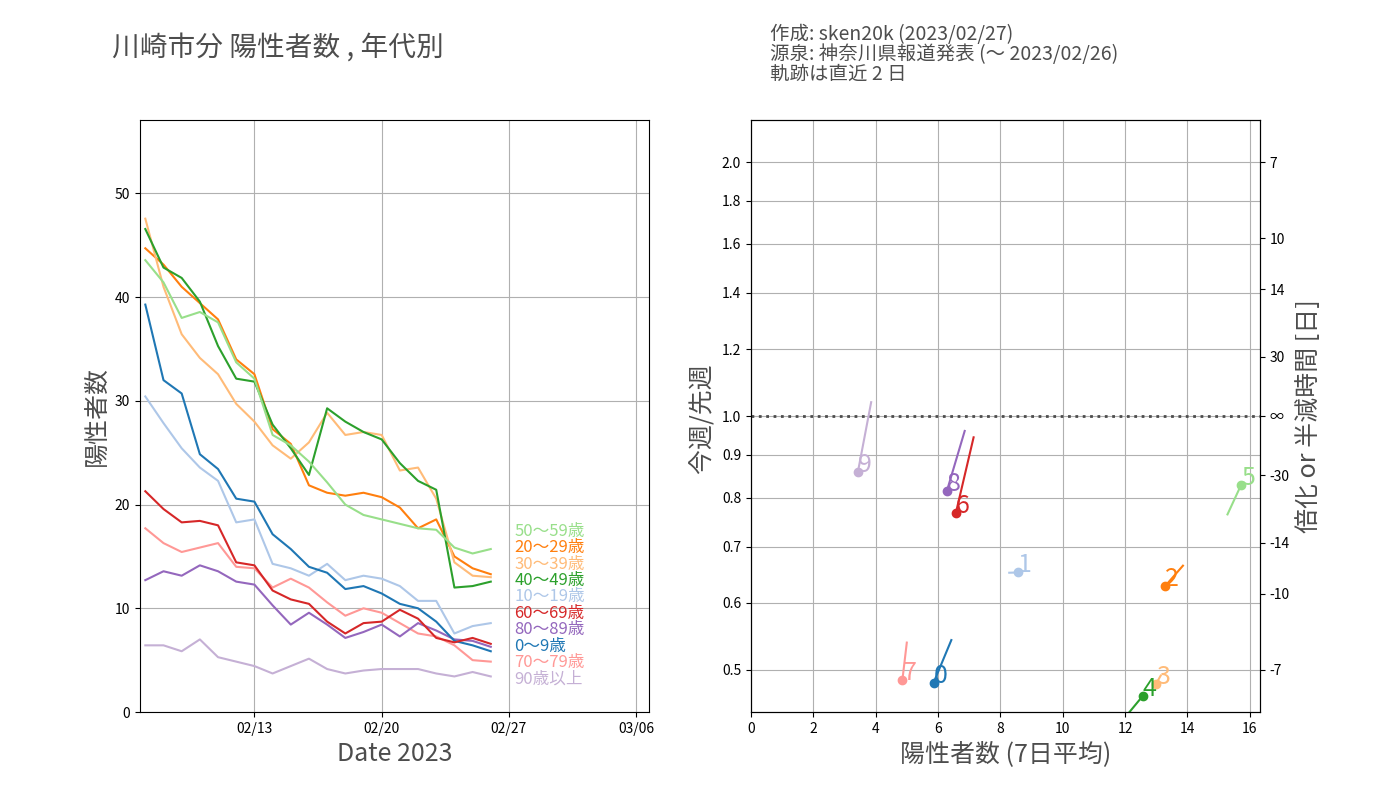 川崎市分 陽性者数 , 年代別
作成: sken20k (2023/02/27)
源泉: 神奈川県報道発表 (～ 2023/02/26)
軌跡は直近 2 日
陽性者数
50
40
30
20
10
0
02/13
02/20
02/27
03/06
Date 2023
50～59歳
20～29歳
30～39歳
40～49歳
10～19歳
60～69歳
80～89歳
0～9歳
70～79歳
90歳以上
今週/先週
2.0
1.8
1.6
1.4
1.2
1.0
0.9
0.8
0.7
0.6
0.5
0
2
4
6
8
10
12
14
16
陽性者数 (7日平均)
7
10
14
30
∞
-30
-14
-10
-7
倍化 or 半減時間 [日]
9
8
6
5
1
2
7
0
3
4